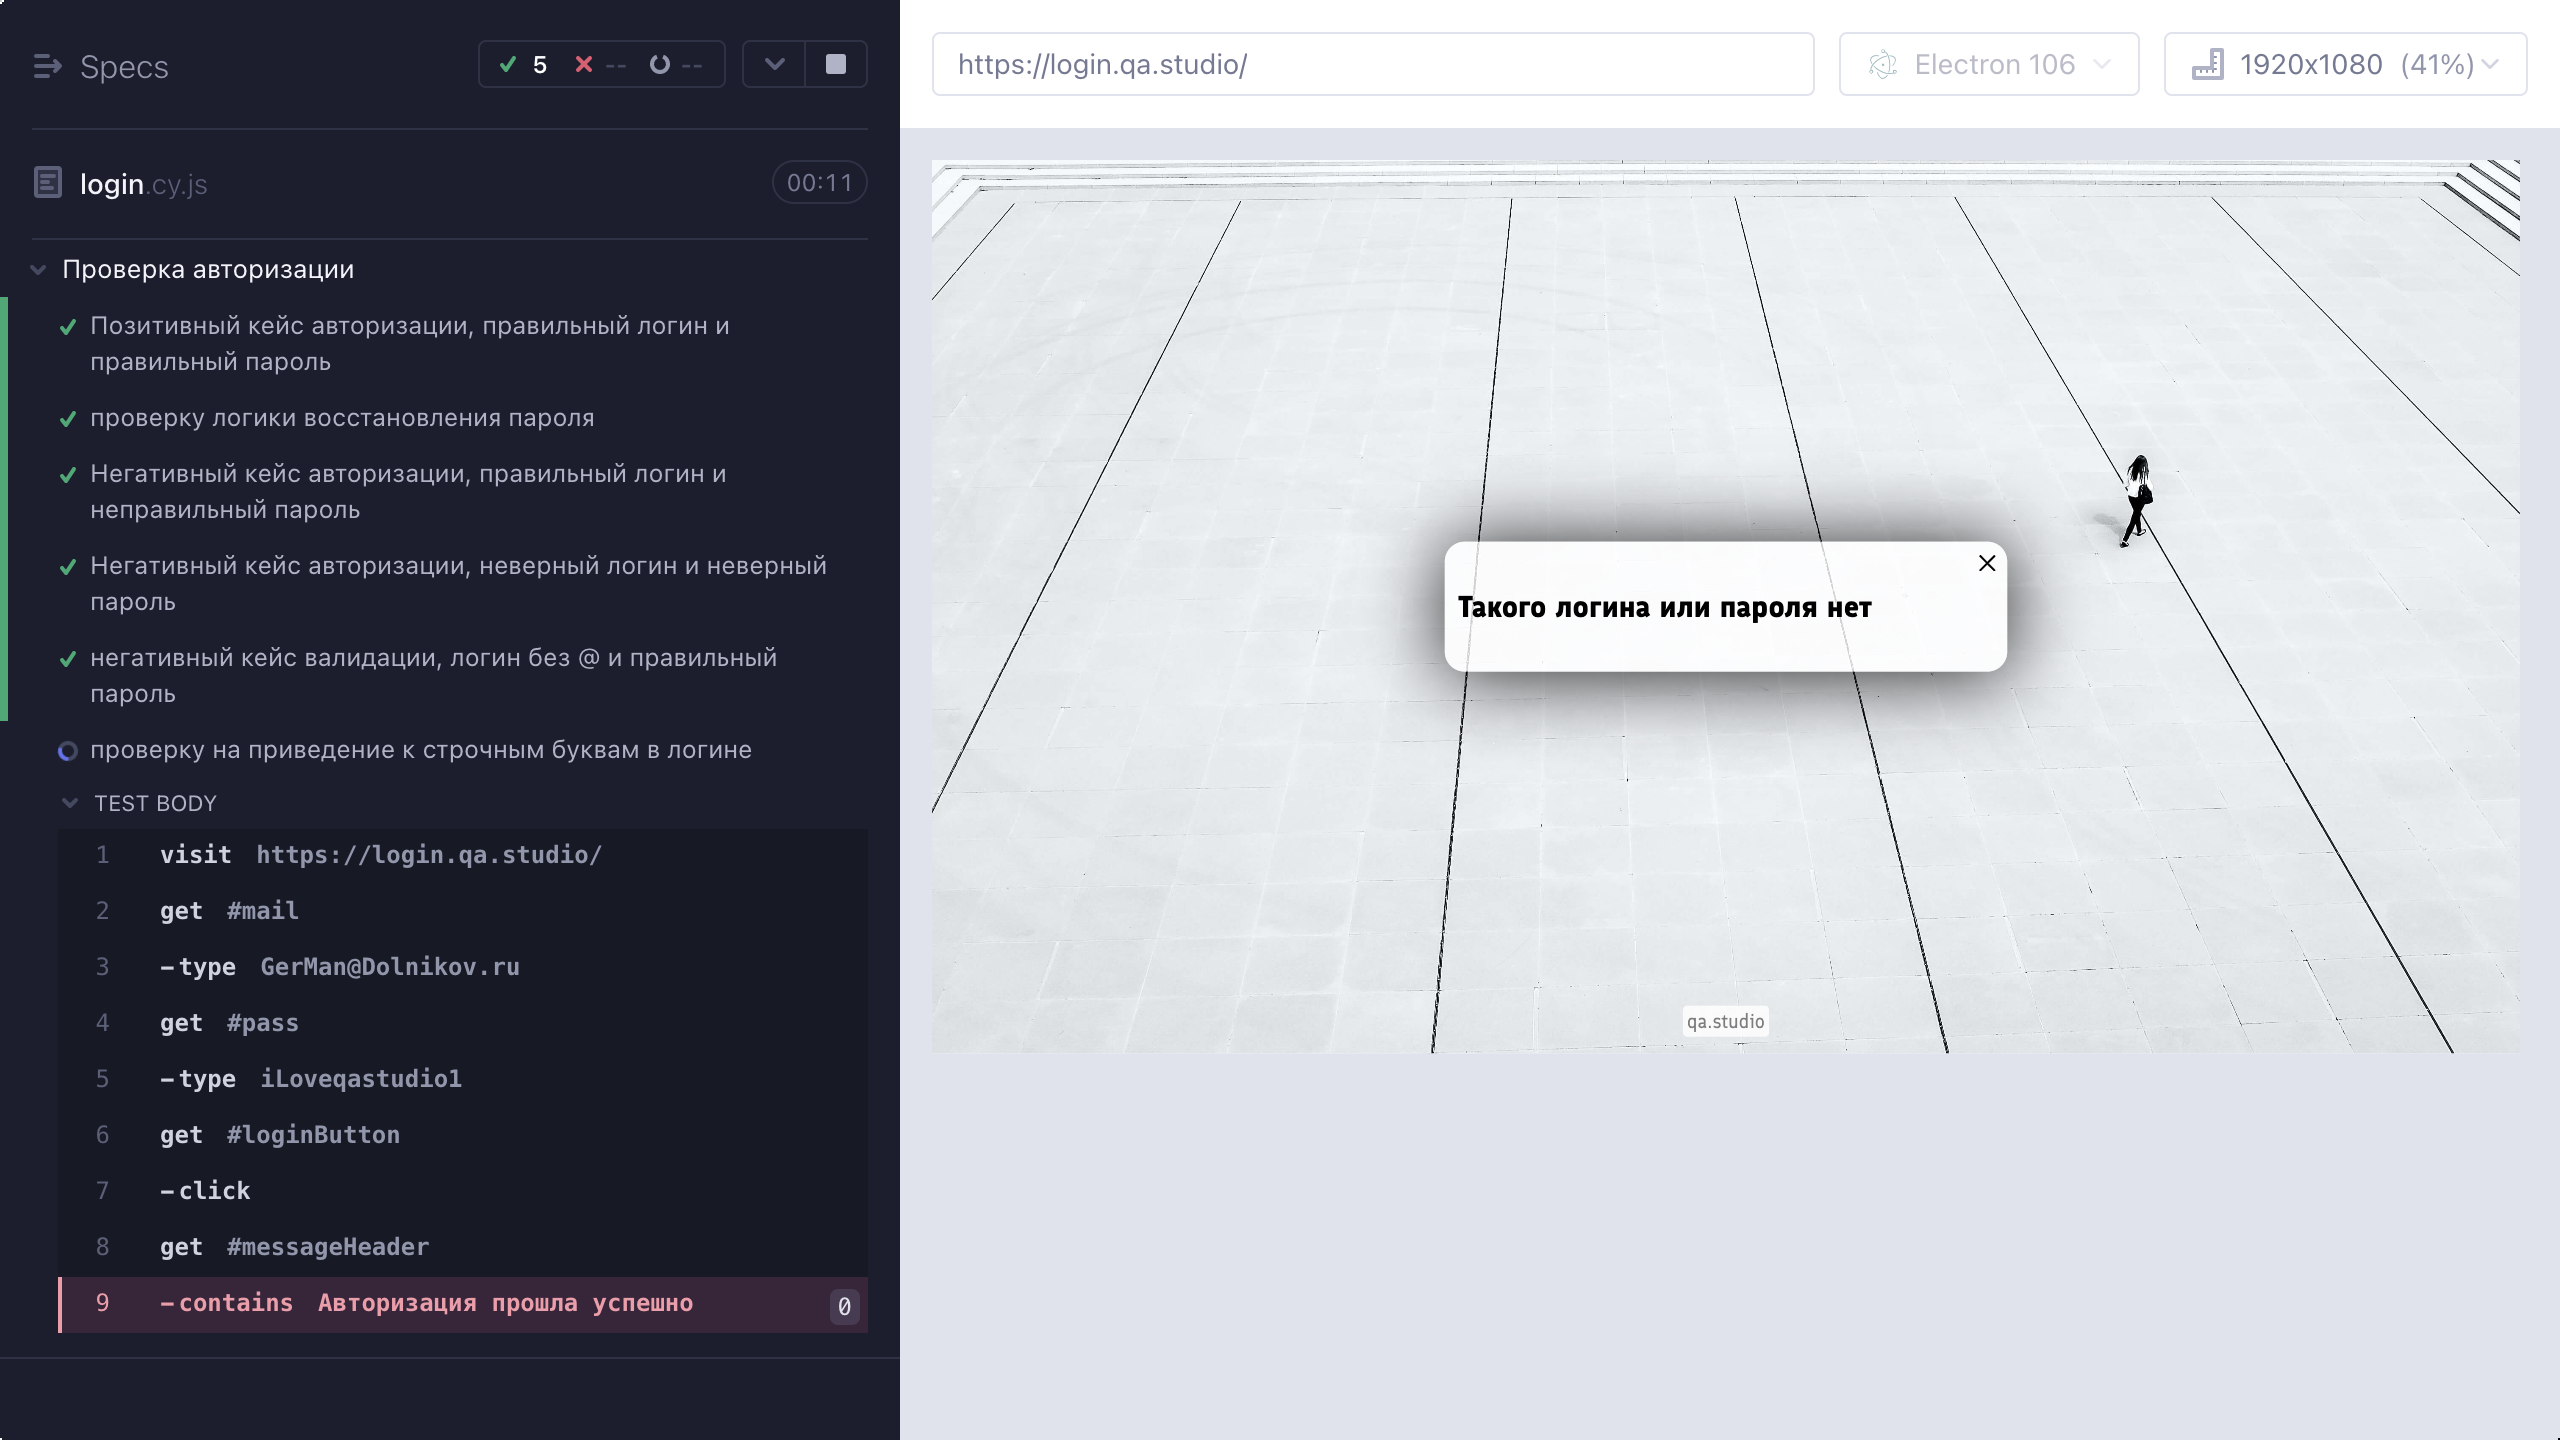 Specs
5 -- --
login.cy.js
00:11
Проверка авторизации
Позитивный кейс авторизации, правильный логин и
правильный пароль
проверку логики восстановления пароля
Негативный кейс авторизации, правильный логин и
неправильный пароль
Негативный кейс авторизации, неверный логин и неверный
пароль
негативный кейс валидации, логин без @ и правильный
пароль
проверку на приведение к строчным буквам в логине
TEST BODY
1 visit https://login.qa.studio/
2 get #mail
3 -type GerMan@Dolnikov.ru
4 get #pass
5 -type iLoveqastudio1
6 get #loginButton
7 -click
8 get #messageHeader
9 -contains Авторизация прошла успешно 0
https://login.qa.studio/
Electron 106
1920x1080 (41%)
Такого логина или пароля нет
qa.studio